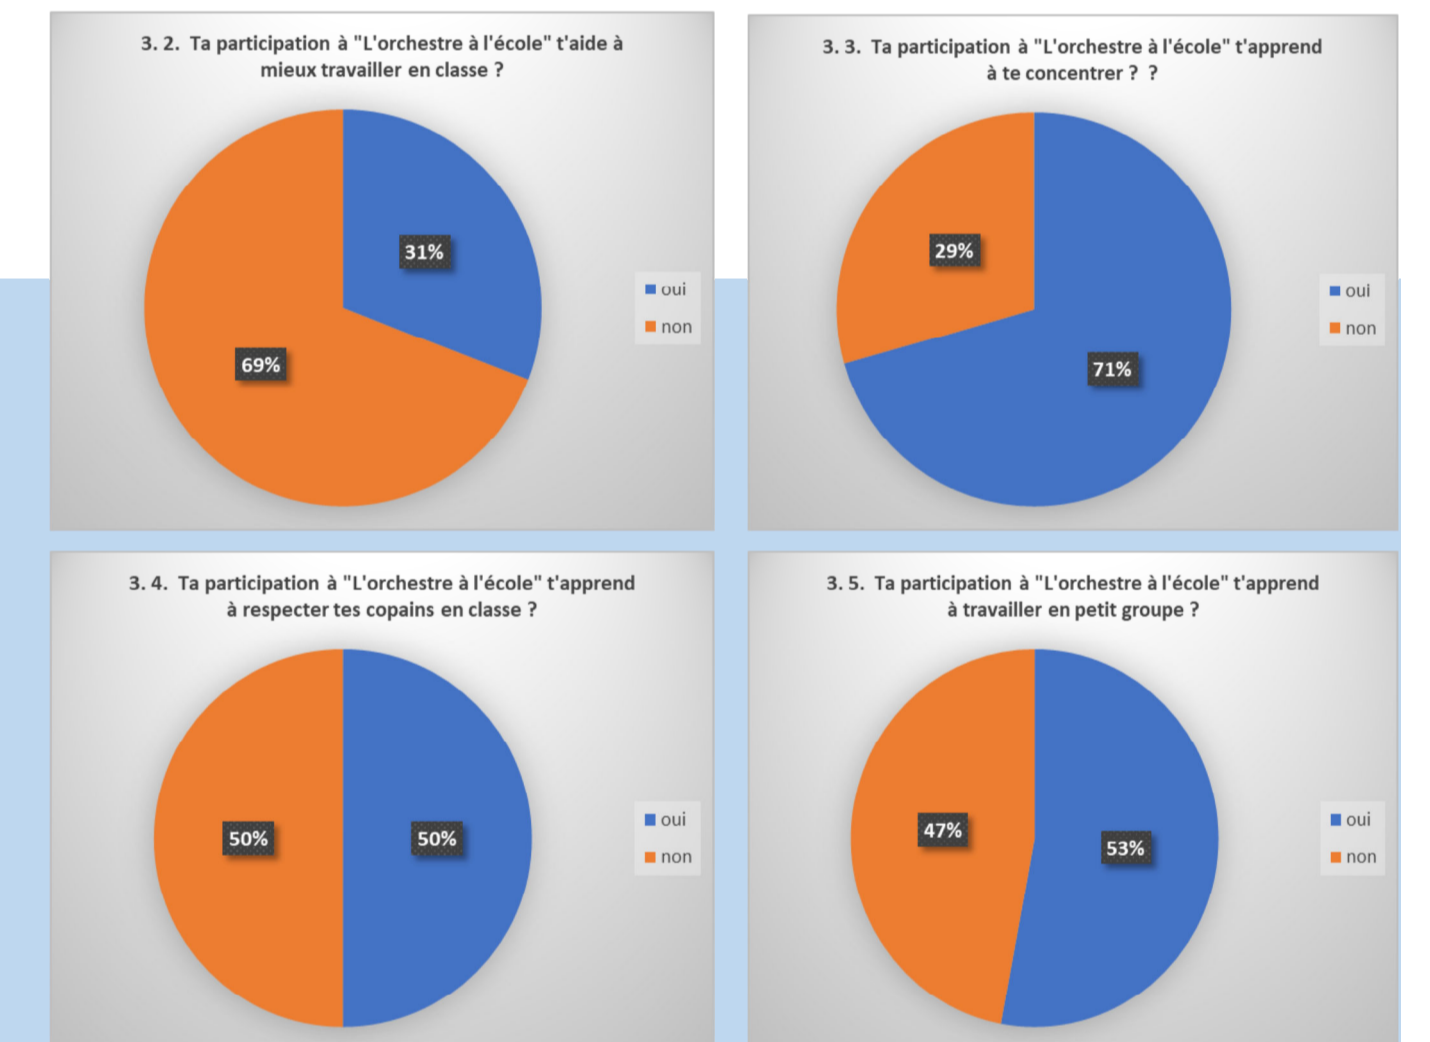 3. 2.  Ta participation à "L'orchestre à l'école" t'aide à
mieux travailler en classe ?
31%
69%
oui
non
3. 3.  Ta participation à "L'orchestre à l'école" t'apprend
à te concentrer ?  ?
29%
71%
oui
non
3. 4.  Ta participation à "L'orchestre à l'école" t'apprend
à respecter tes copains en classe ?
50%
50%
oui
non
3. 5.  Ta participation à "L'orchestre à l'école" t'apprend
à travailler en petit groupe ?
47%
53%
oui
non